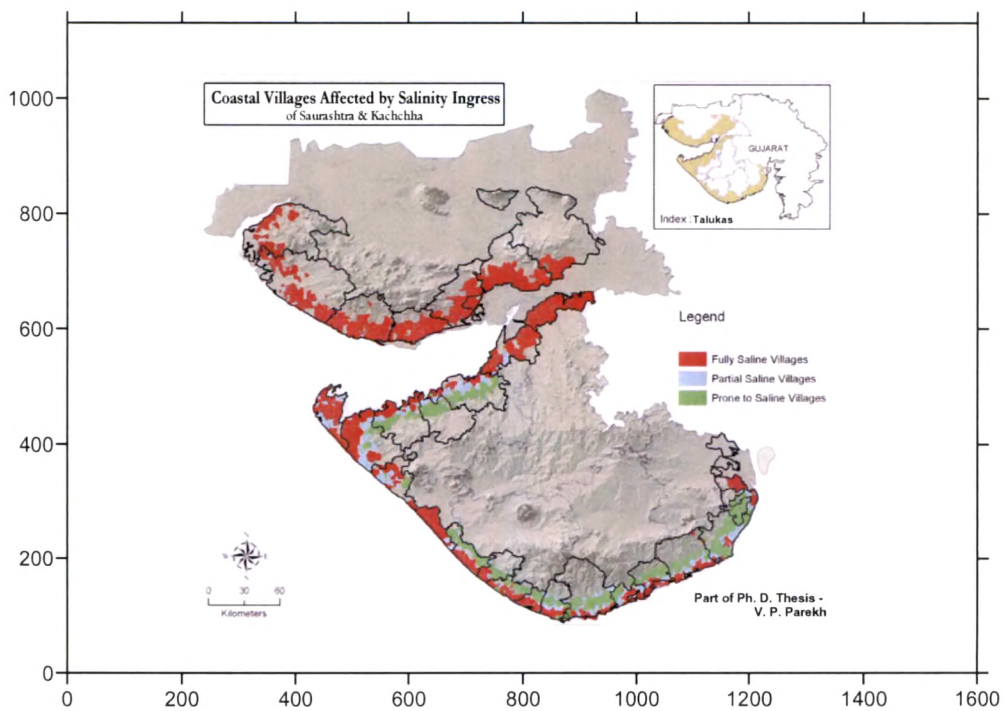 Coastal Villages Affected by Salinity Ingress
of Saurashtra & Kachchha
GUJARAT
Index : Talukas
Legend
Fully Saline Villages
Partial Saline Villages
Prone to Saline Villages
0 30 60
Kilometers
Part of Ph. D. Thesis -
V. P. Parekh
1000
800
600
400
200
0
0 200 400 600 800 1000 1200 1400 1600